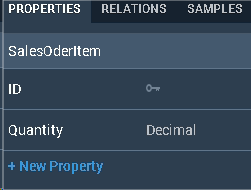 PROPERTIES RELATIONS SAMPLES
SalesOderItem
ID
Quantity Decimal
+ New Property